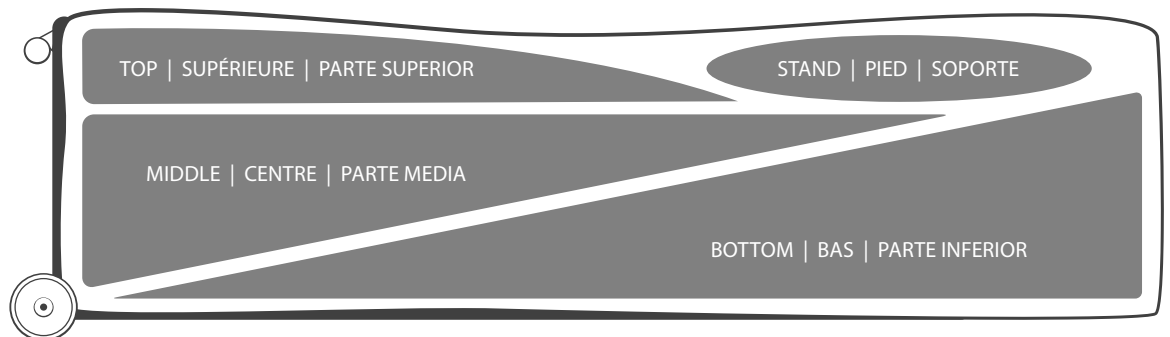 TOP | SUPÉRIEURE | PARTE SUPERIOR
STAND | PIED | SOPORTE
MIDDLE | CENTRE | PARTE MEDIA
BOTTOM | BAS | PARTE INFERIOR